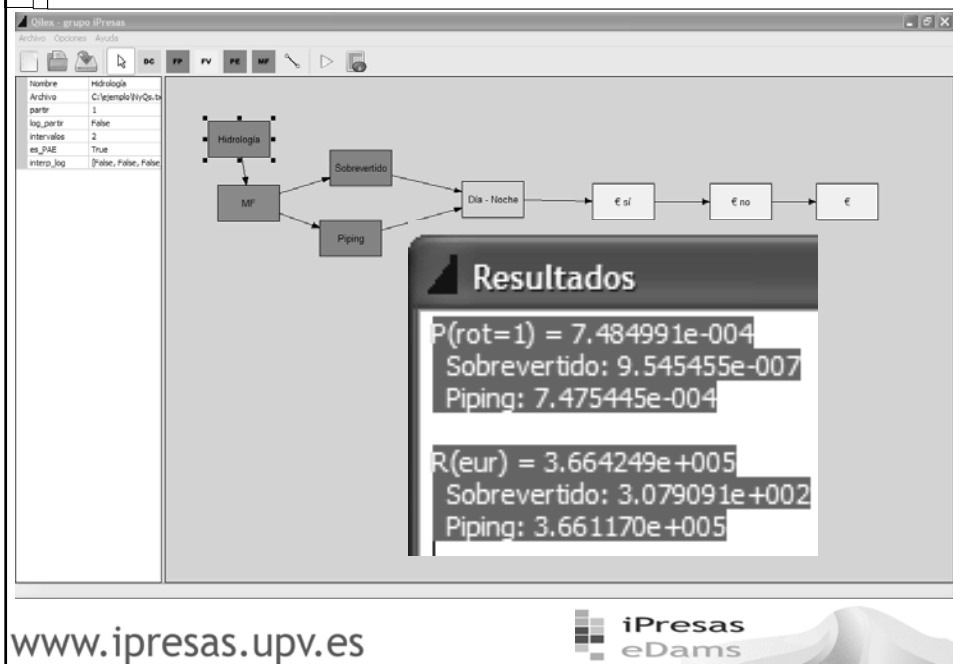 Qilex - grupo iPresas
Archivo Opciones Ayuda
DC FP FV PE MF
Nombre Hidrología
Archivo C:\ejemplo\NyQs.tx
partir 1
log_partir False
intervalos 2
es_PAE True
interp_log [False, False, False
Hidrología
Sobrevertido
MF
Día - Noche
€ sí
€ no
€
Piping
Resultados
P(rot=1) = 7.484991e-004
Sobrevertido: 9.545455e-007
Piping: 7.475445e-004
R(eur) = 3.664249e+005
Sobrevertido: 3.079091e+002
Piping: 3.661170e+005
www.ipresas.upv.es
iPresas
eDams